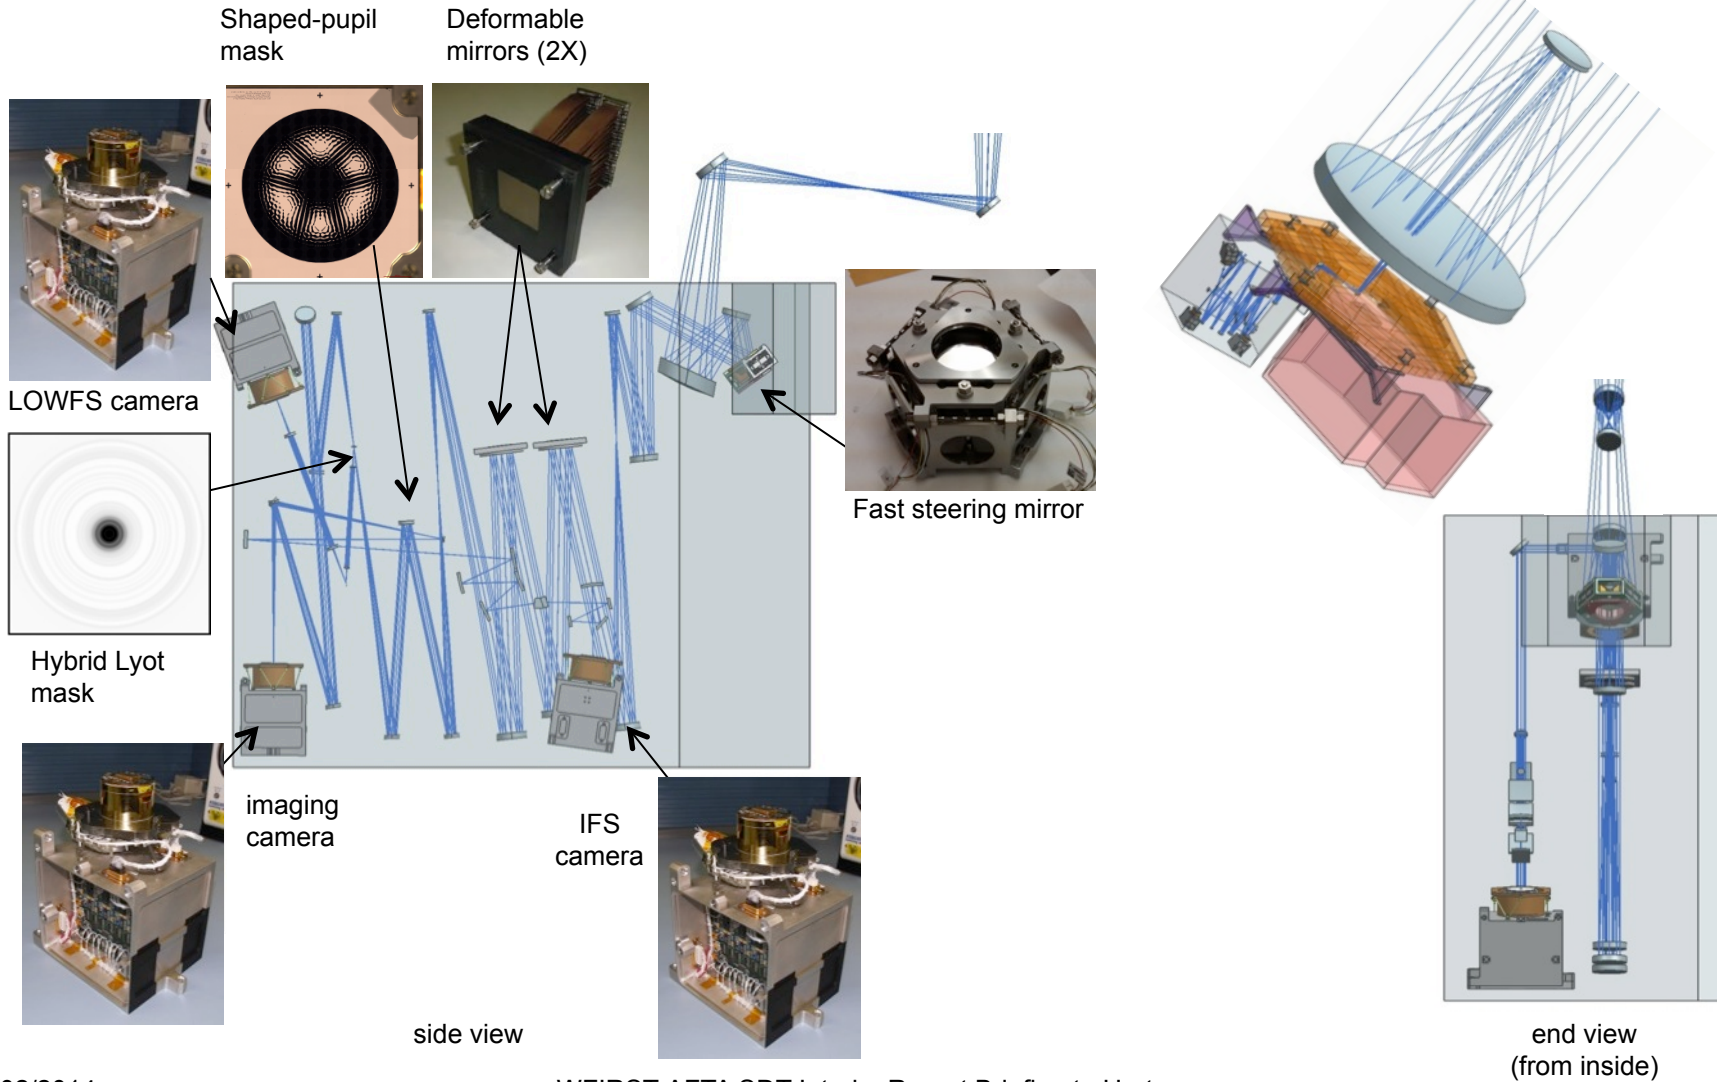 Shaped-pupil
mask
Deformable
mirrors (2X)
LOWFS camera
Fast steering mirror
Hybrid Lyot
mask
imaging
camera
IFS
camera
side view
end view
(from inside)